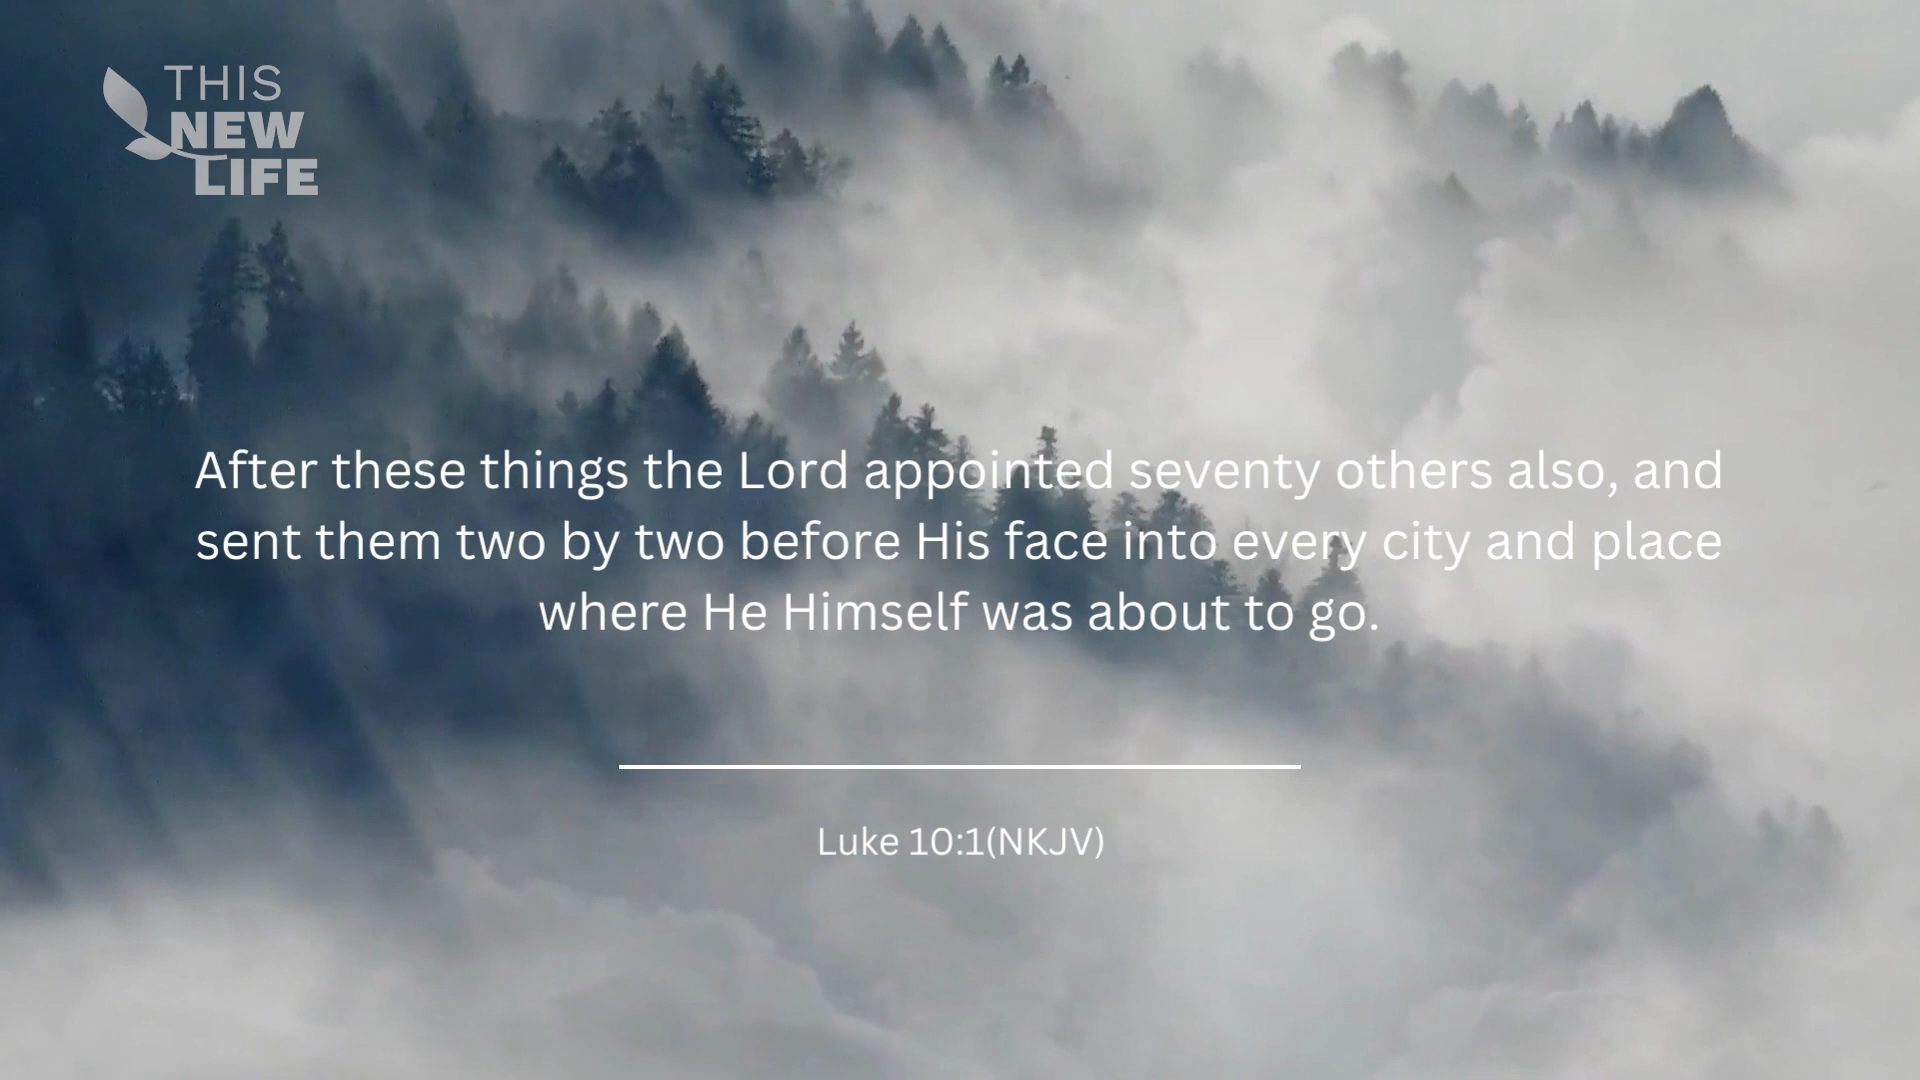 THIS
NEW
LIFE
After these things the Lord appointed seventy others also, and
sent them two by two before His face into every city and place
where He Himself was about to go.
Luke 10:1(NKJV)